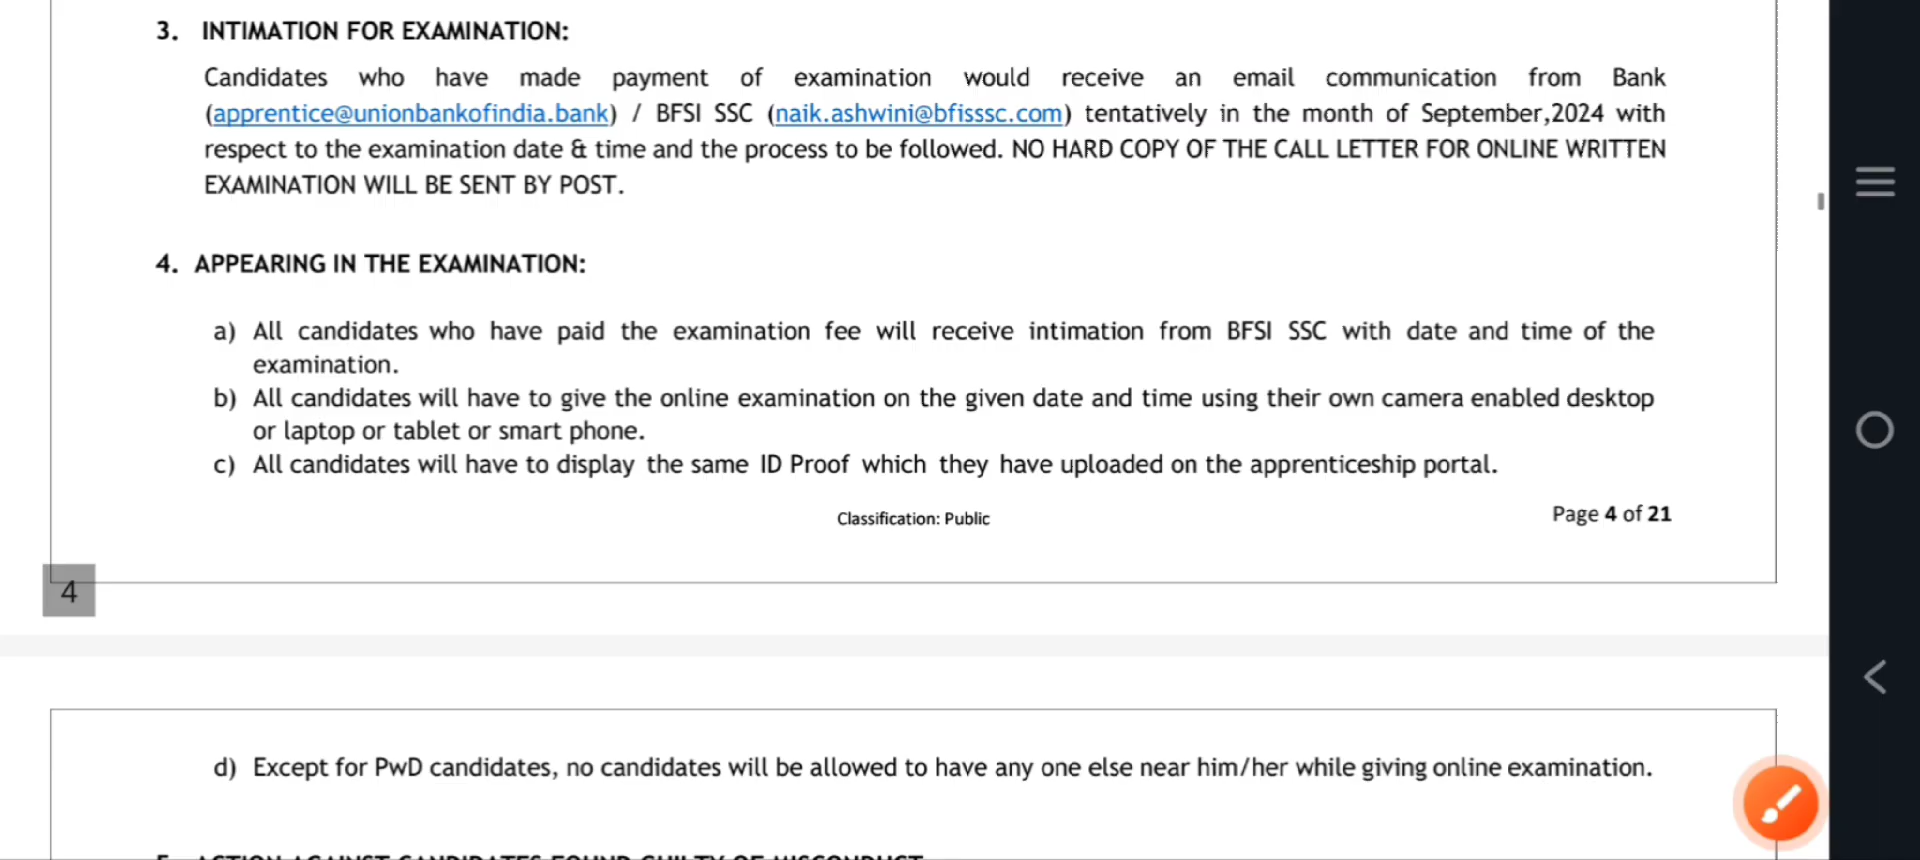 3. INTIMATION FOR EXAMINATION:
Candidates who have made payment of examination would receive an email communication from Bank
(apprentice@unionbankofindia.bank) / BFSI SSC (naik.ashwini@bfisssc.com) tentatively in the month of September,2024 with
respect to the examination date & time and the process to be followed. NO HARD COPY OF THE CALL LETTER FOR ONLINE WRITTEN
EXAMINATION WILL BE SENT BY POST.
4. APPEARING IN THE EXAMINATION:
a) All candidates who have paid the examination fee will receive intimation from BFSI SSC with date and time of the
examination.
b) All candidates will have to give the online examination on the given date and time using their own camera enabled desktop
or laptop or tablet or smart phone.
c) All candidates will have to display the same ID Proof which they have uploaded on the apprenticeship portal.
Classification: Public
Page 4 of 21
4
d) Except for PwD candidates, no candidates will be allowed to have any one else near him/her while giving online examination.
5. ACTION AGAINST CANDIDATES FOUND GUILTY OF MISCONDUCT